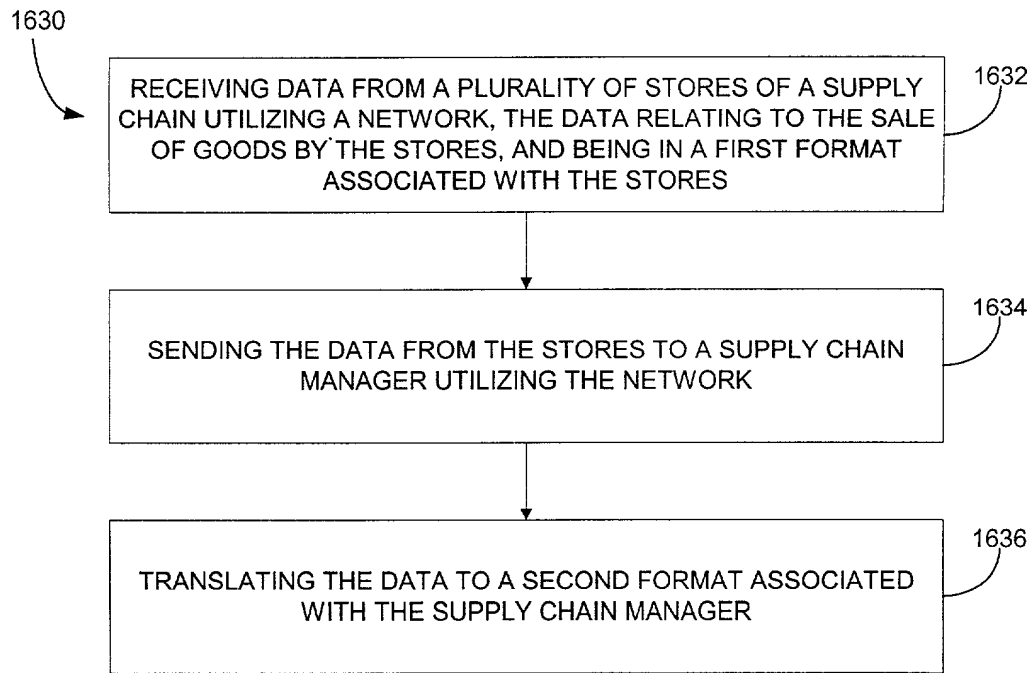 1630
RECEIVING DATA FROM A PLURALITY OF STORES OF A SUPPLY
CHAIN UTILIZING A NETWORK, THE DATA RELATING TO THE SALE
OF GOODS BY THE STORES, AND BEING IN A FIRST FORMAT
ASSOCIATED WITH THE STORES
1632
SENDING THE DATA FROM THE STORES TO A SUPPLY CHAIN
MANAGER UTILIZING THE NETWORK
1634
TRANSLATING THE DATA TO A SECOND FORMAT ASSOCIATED
WITH THE SUPPLY CHAIN MANAGER
1636